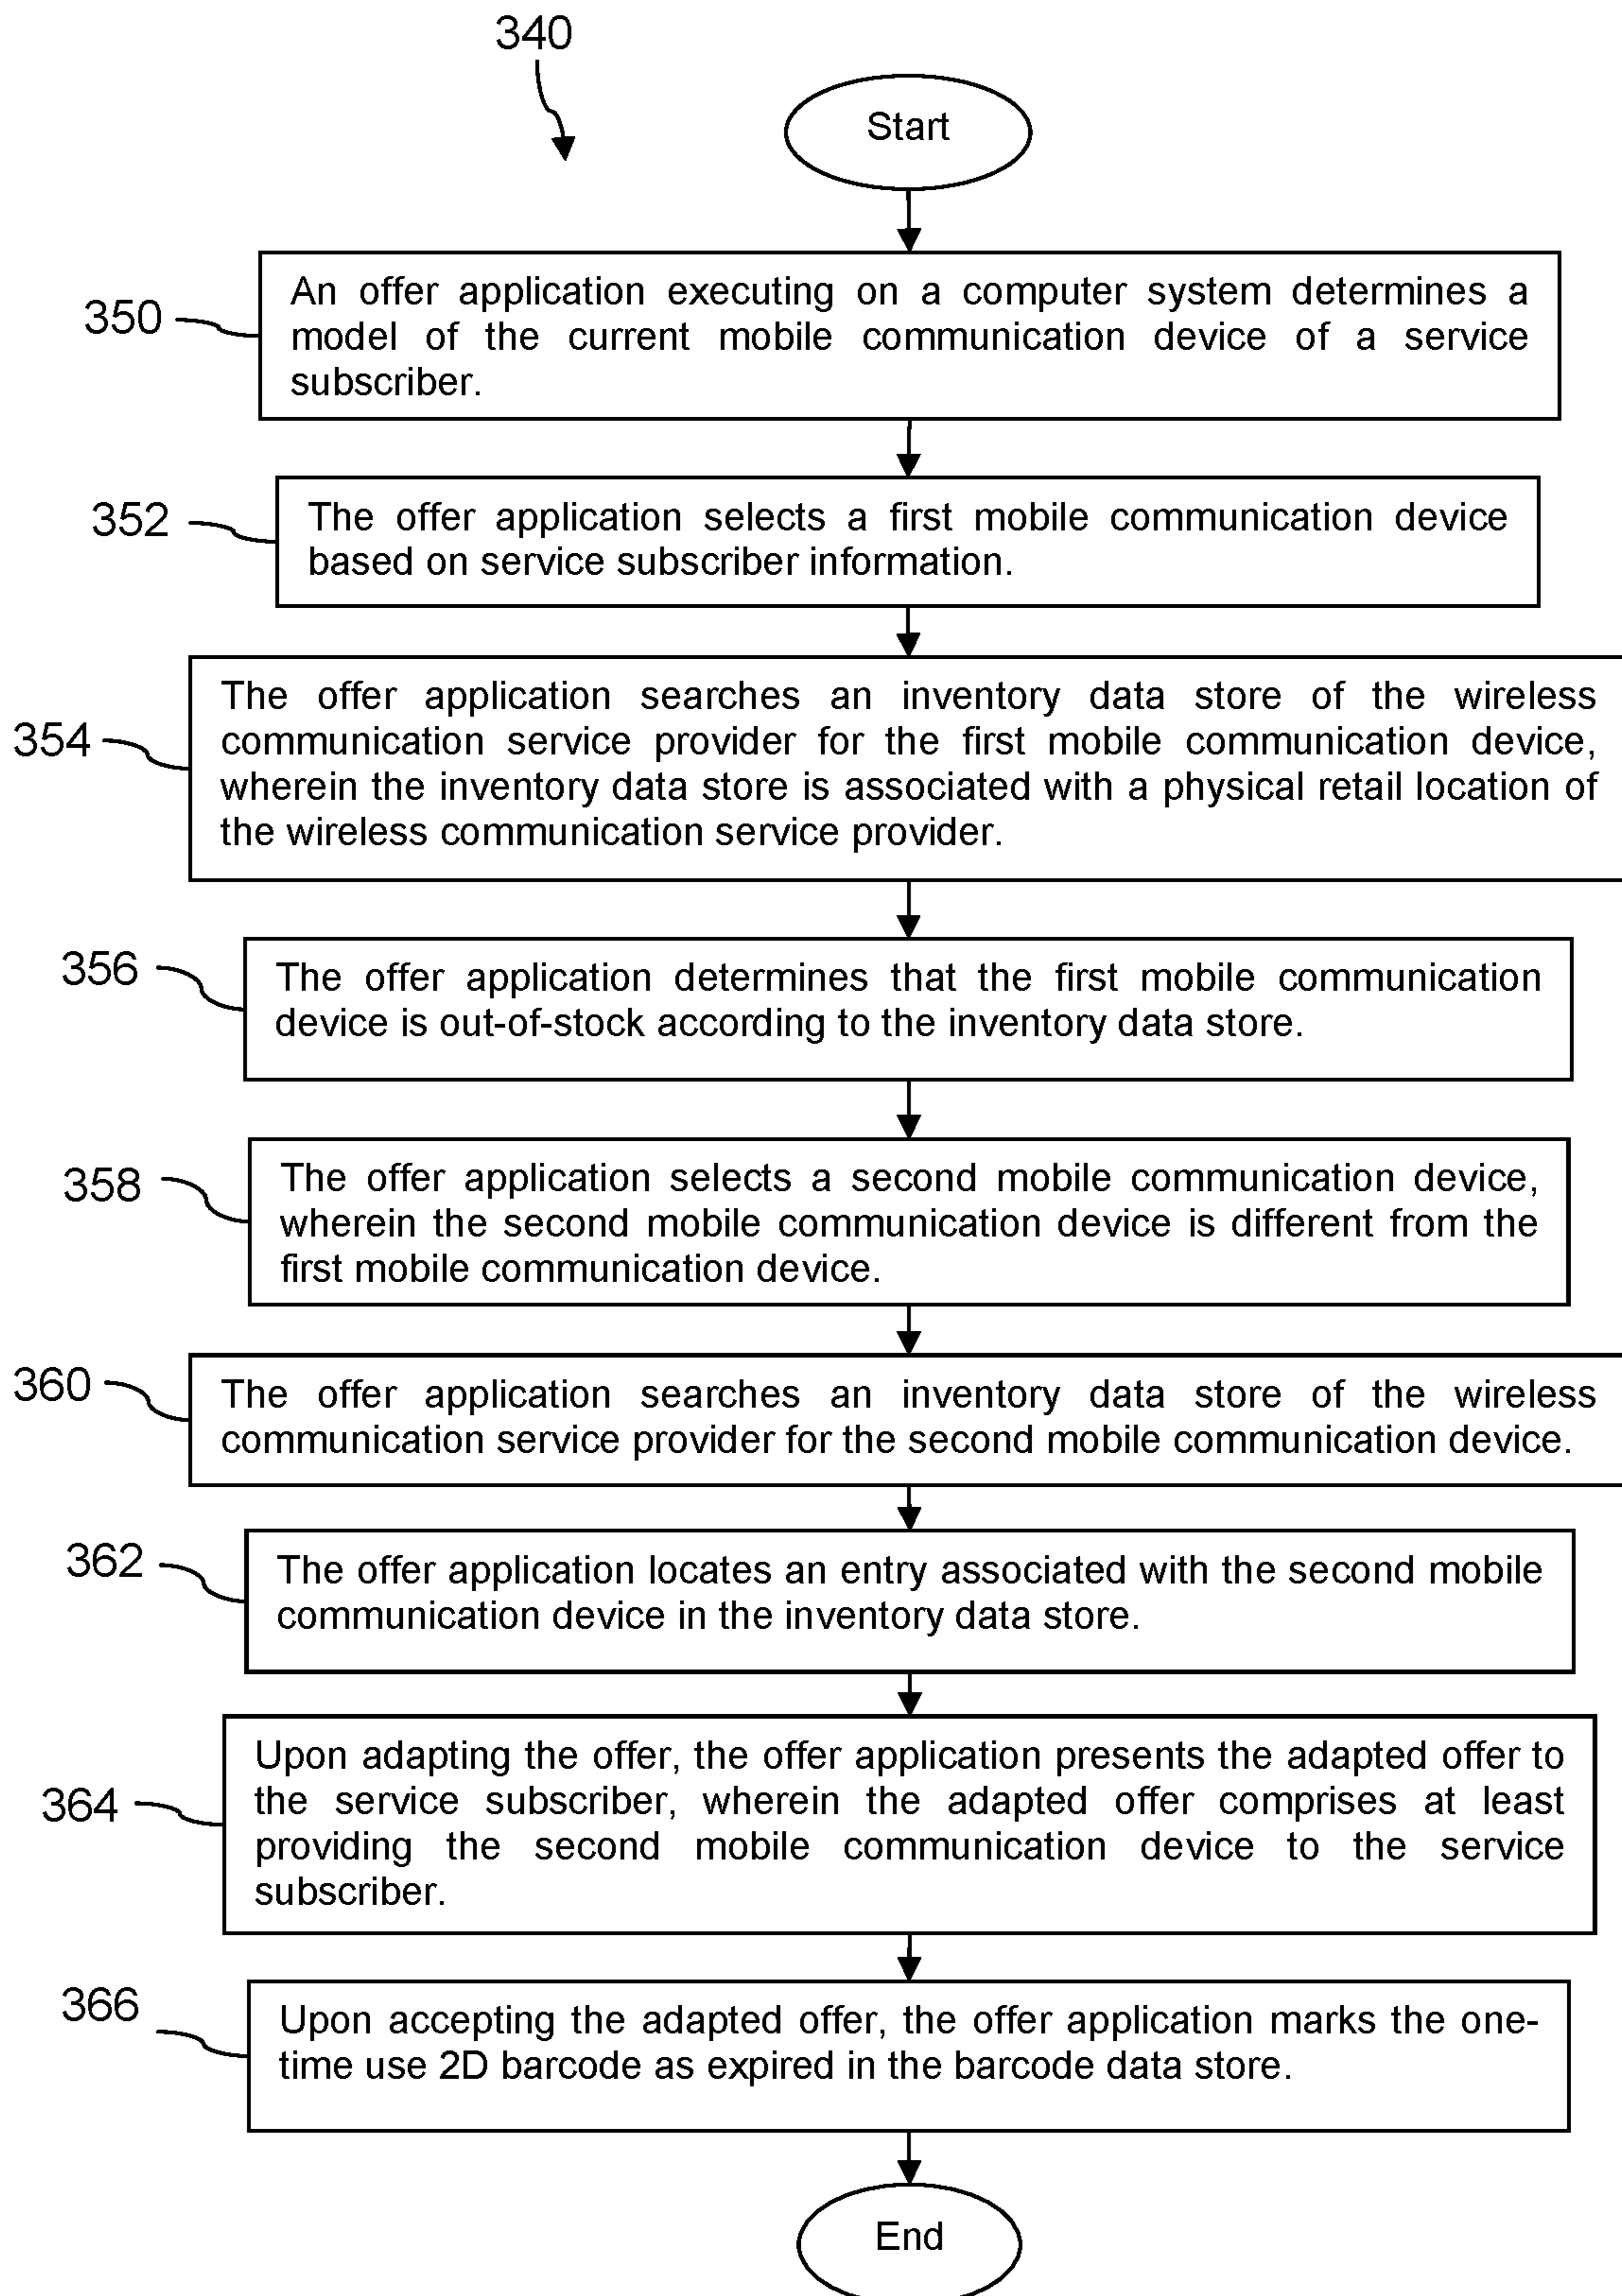 340
Start
350
An offer application executing on a computer system determines a
model of the current mobile communication device of a service
subscriber.
352
The offer application selects a first mobile communication device
based on service subscriber information.
354
The offer application searches an inventory data store of the wireless
communication service provider for the first mobile communication device,
wherein the inventory data store is associated with a physical retail location of
the wireless communication service provider.
356
The offer application determines that the first mobile communication
device is out-of-stock according to the inventory data store.
358
The offer application selects a second mobile communication device,
wherein the second mobile communication device is different from the
first mobile communication device.
360
The offer application searches an inventory data store of the wireless
communication service provider for the second mobile communication device.
362
The offer application locates an entry associated with the second mobile
communication device in the inventory data store.
364
Upon adapting the offer, the offer application presents the adapted offer to
the service subscriber, wherein the adapted offer comprises at least
providing the second mobile communication device to the service
subscriber.
366
Upon accepting the adapted offer, the offer application marks the one-
time use 2D barcode as expired in the barcode data store.
End